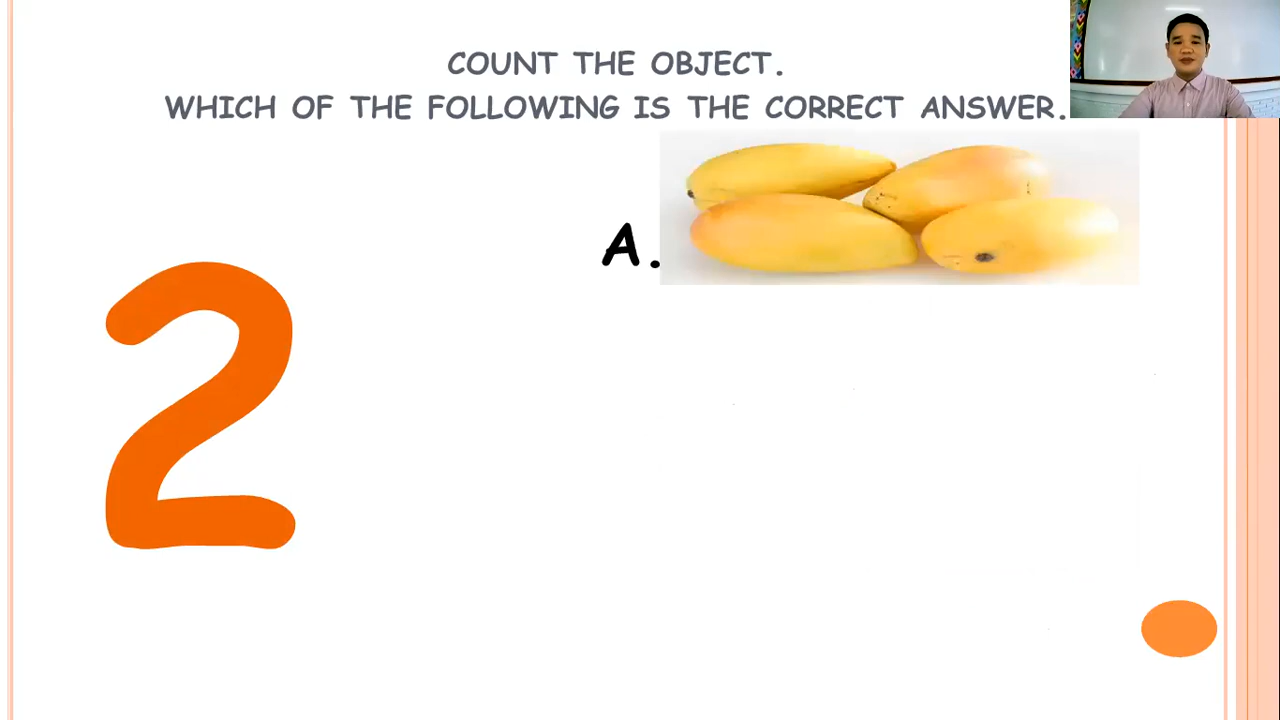 COUNT THE OBJECT.
WHICH OF THE FOLLOWING IS THE CORRECT ANSWER.
A.
2